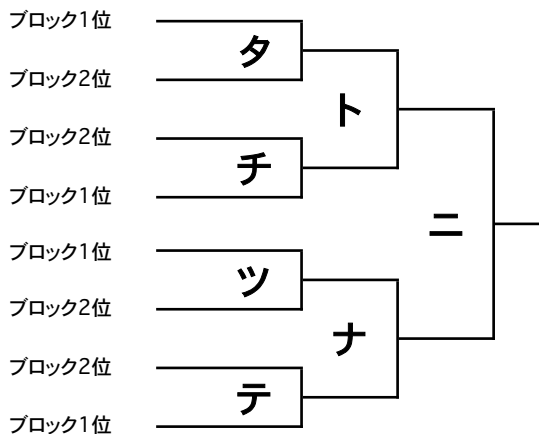 ブロック1位
タ
ブロック2位
ト
ブロック2位
チ
ブロック1位
ニ
ブロック1位
ツ
ブロック2位
ナ
ブロック2位
テ
ブロック1位